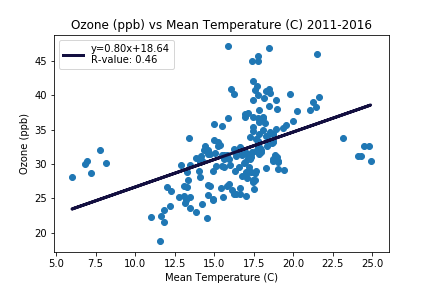 Ozone (ppb) vs Mean Temperature (C) 2011-2016
y=0.80x+18.64
R-value: 0.46
45
40
35
30
25
20
Ozone (ppb)
5.0 7.5 10.0 12.5 15.0 17.5 20.0 22.5 25.0
Mean Temperature (C)